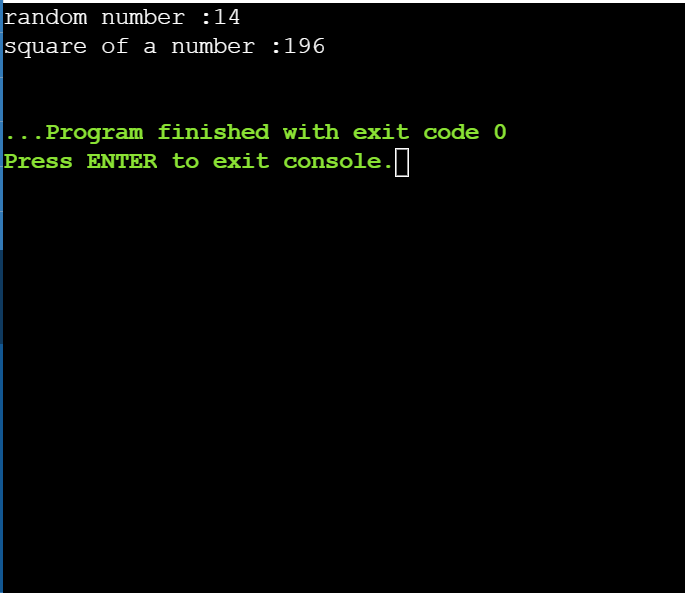 random number :14
square of a number :196
...Program finished with exit code 0
Press ENTER to exit console.